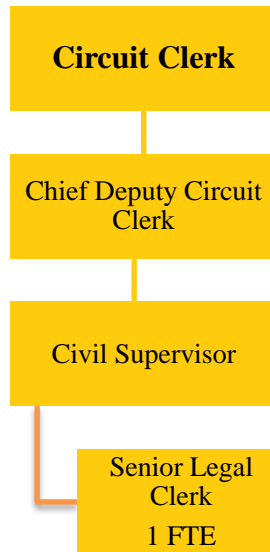 Circuit Clerk
Chief Deputy Circuit
Clerk
Civil Supervisor
Senior Legal
Clerk
1 FTE